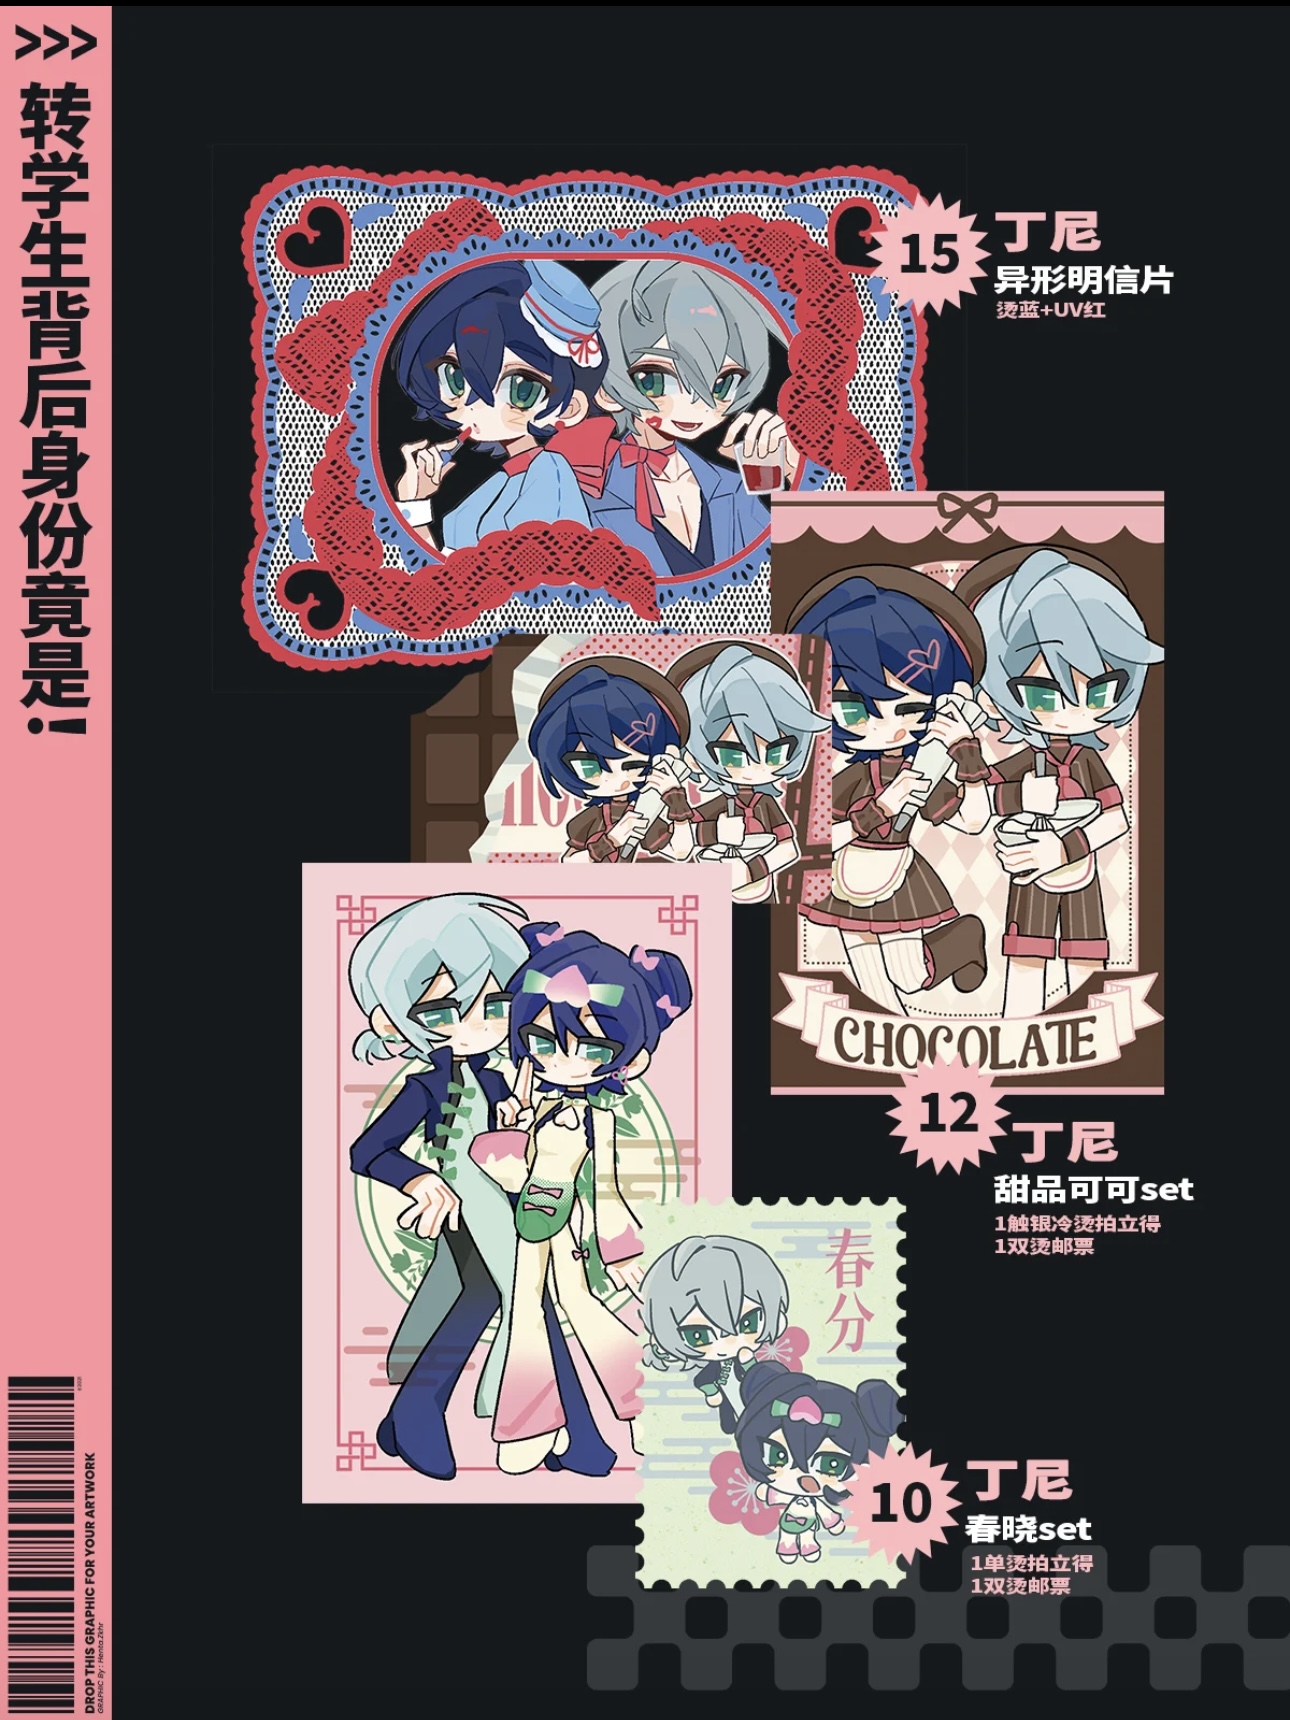 >>>
转学生背后身份竟是!
15
丁尼
异形明信片
烫蓝+UV红
CHOCOLATE
12
丁尼
甜品可可set
1触银冷烫拍立得
1双烫邮票
春分
10
丁尼
春晓set
1单烫拍立得
1双烫邮票
DROP THIS GRAPHIC FOR YOUR ARTWORK